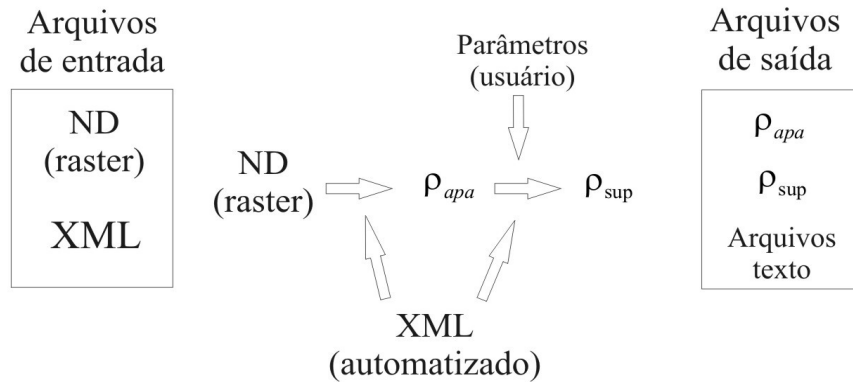 Arquivos
de entrada
ND
(raster)
XML
ND
(raster)
ρapa
Parâmetros
(usuário)
ρsup
XML
(automatizado)
Arquivos
de saída
ρapa
ρsup
Arquivos
texto